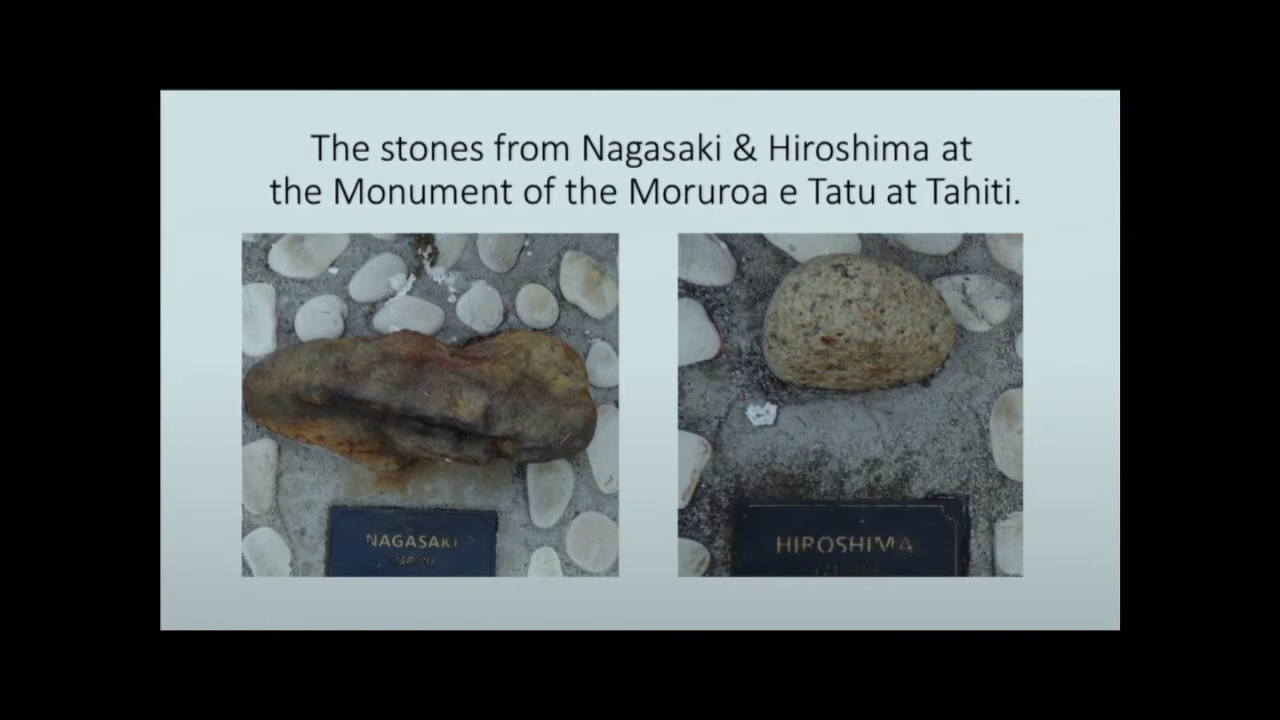 The stones from Nagasaki & Hiroshima at
the Monument of the Moruroa e Tatu at Tahiti.
NAGASAKI
HIROSHIMA